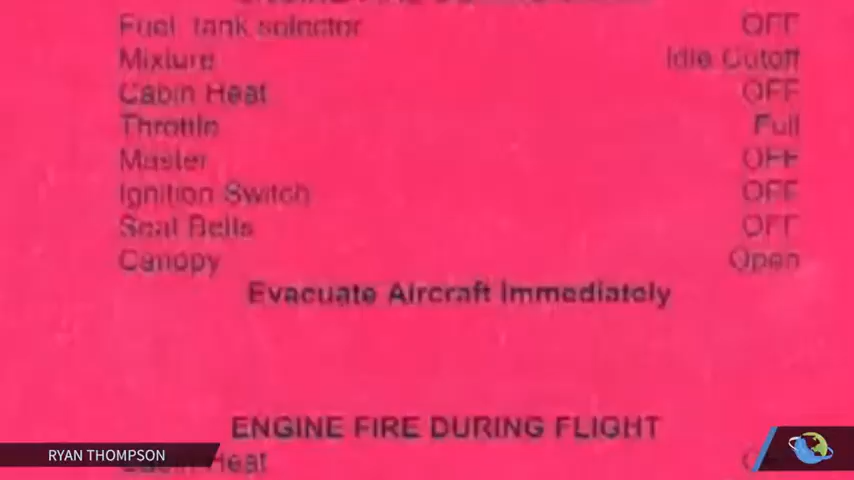 Fuel tank selector OFF
Mixture Idle Cutoff
Cabin Heat OFF
Throttle Full
Master OFF
Ignition Switch OFF
Seat Belts OFF
Canopy Open
Evacuate Aircraft Immediately
ENGINE FIRE DURING FLIGHT
Heat
RYAN THOMPSON